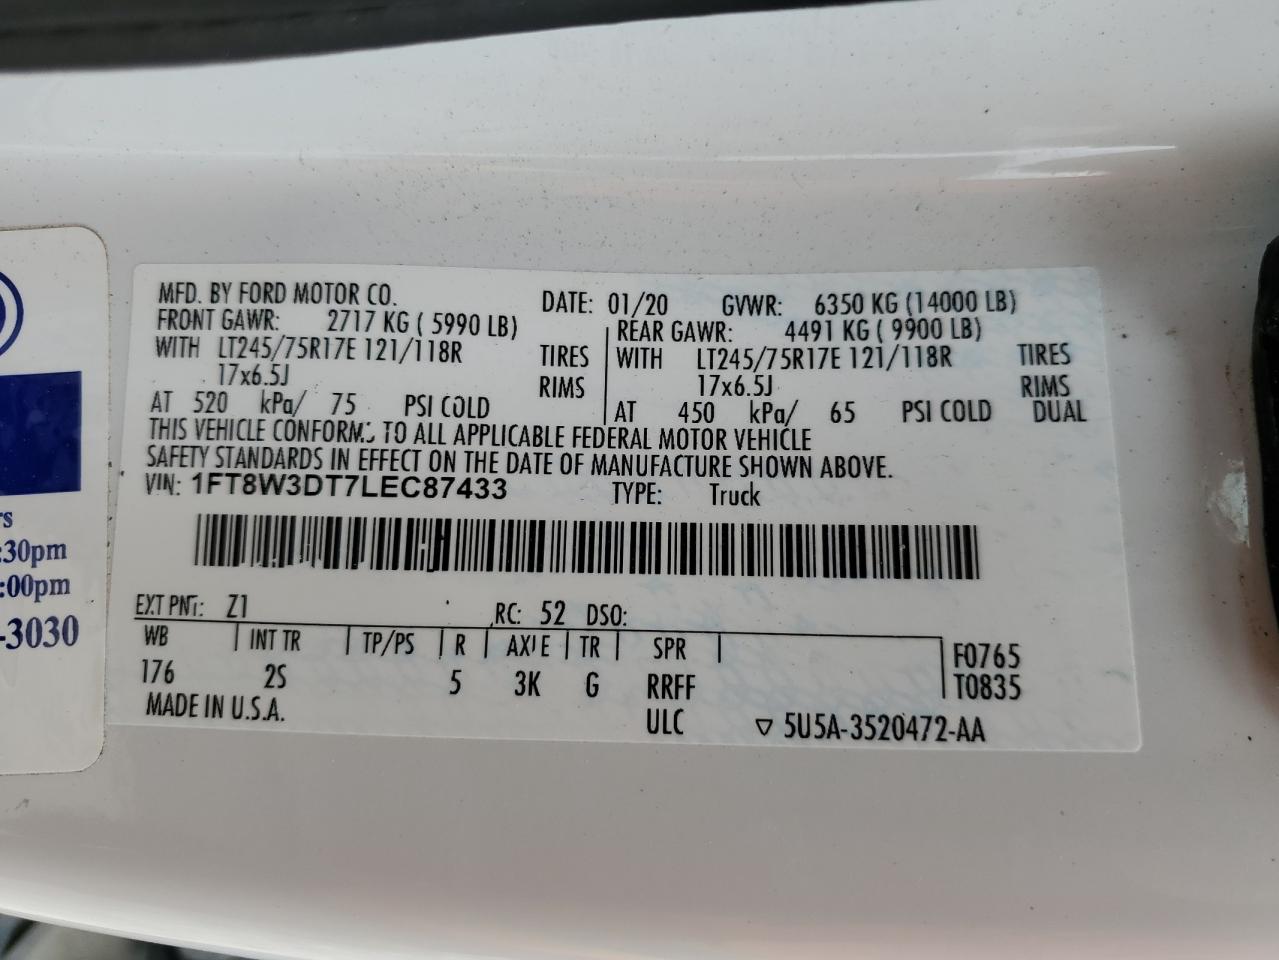 MFD. BY FORD MOTOR CO. DATE: 01/20 GVWR: 6350 KG (14000 LB)
FRONT GAWR: 2717 KG ( 5990 LB) REAR GAWR: 4491 KG ( 9900 LB)
WITH LT245/75R17E 121/118R TIRES WITH LT245/75R17E 121/118R TIRES
17x6.5J RIMS 17x6.5J RIMS
AT 520 kPa/ 75 PSI COLD AT 450 kPa/ 65 PSI COLD DUAL
THIS VEHICLE CONFORMS TO ALL APPLICABLE FEDERAL MOTOR VEHICLE
SAFETY STANDARDS IN EFFECT ON THE DATE OF MANUFACTURE SHOWN ABOVE.
VIN: 1FT8W3DT7LEC87433 TYPE: Truck
EXT PNT: Z1 RC: 52 DSO:
WB INT TR TP/PS R AXLE TR SPR F0765
176 2S 5 3K G RRFF T0835
MADE IN U.S.A. ULC ▽ 5U5A-3520472-AA
:30pm
:00pm
-3030